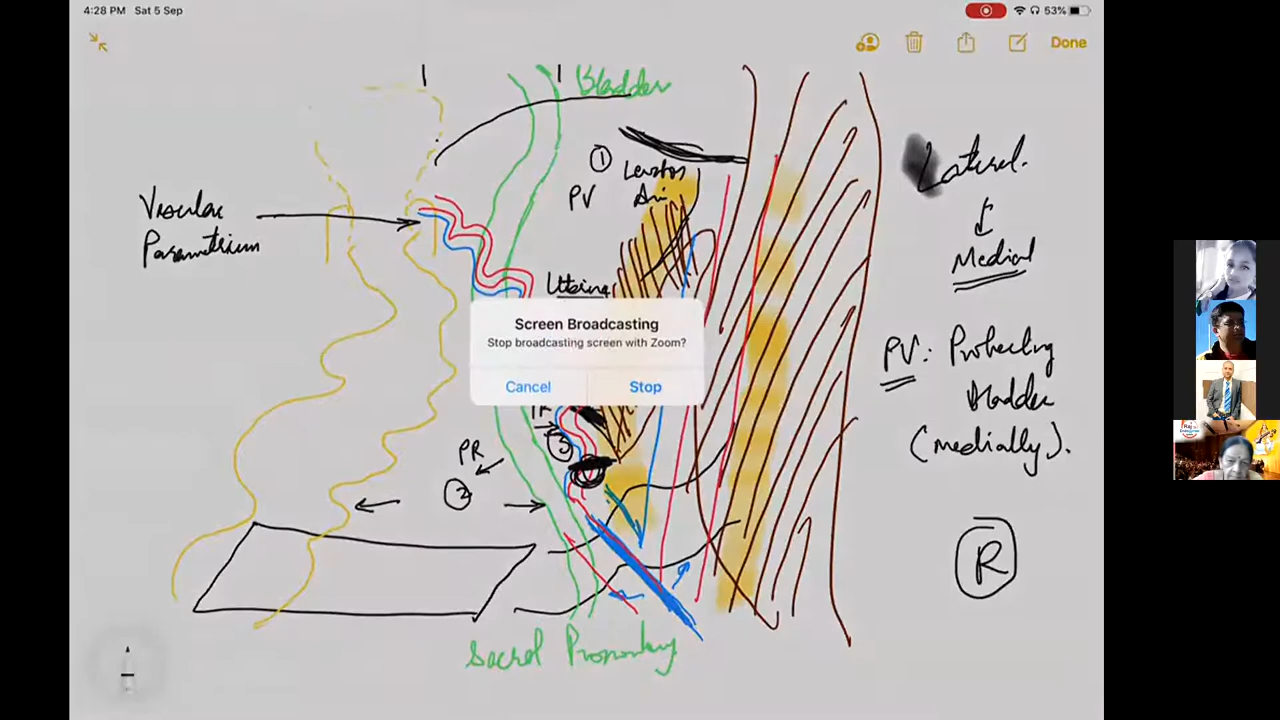 4:28 PM Sat 5 Sep
53%
Done
Bladder
1
Levator
Ani
PV
Vascular
Parametrium
Lateral.
Medial
PV: Protecting
Bladder
(medially).
Screen Broadcasting
Stop broadcasting screen with Zoom?
Cancel
Stop
PR
2
3
R
Sacral Promontory